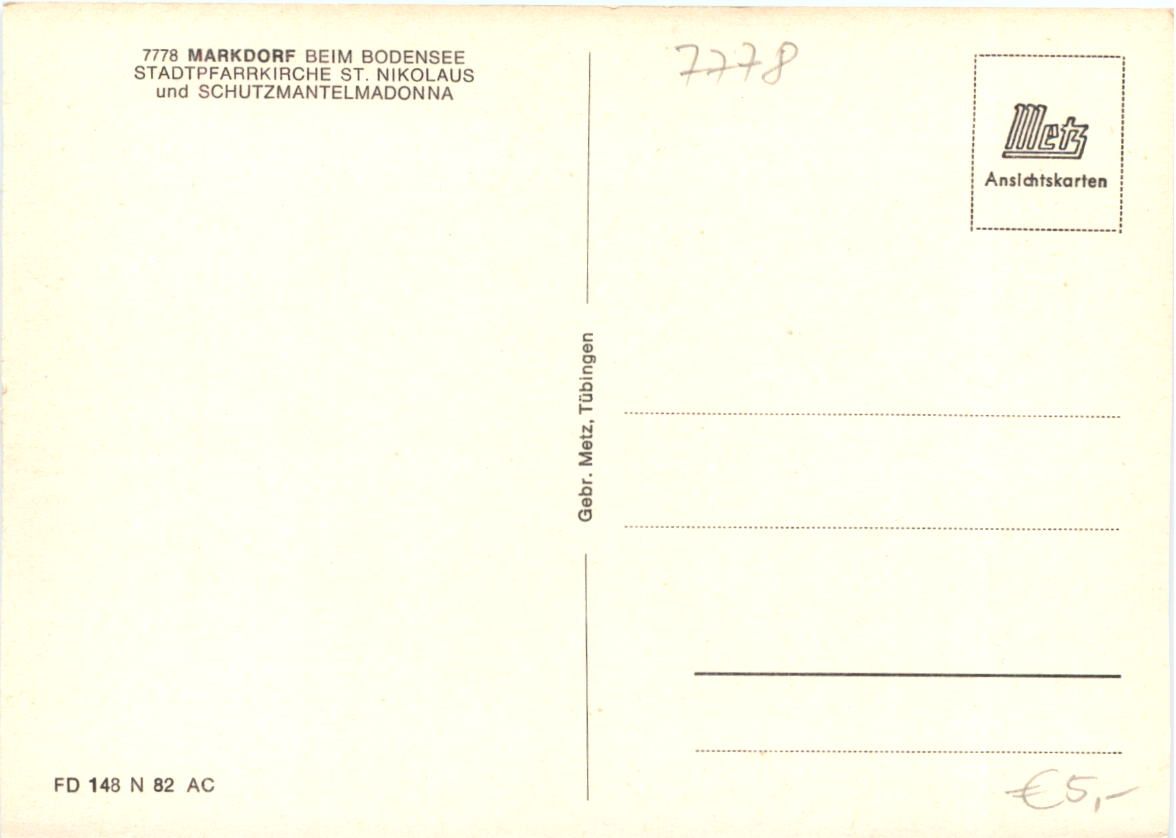 7778 MARKDORF BEIM BODENSEE
STADTPFARRKIRCHE ST. NIKOLAUS
und SCHUTZMANTELMADONNA
7778
Metz
Ansichtskarten
Gebr. Metz, Tübingen
FD 148 N 82 AC
€5,-